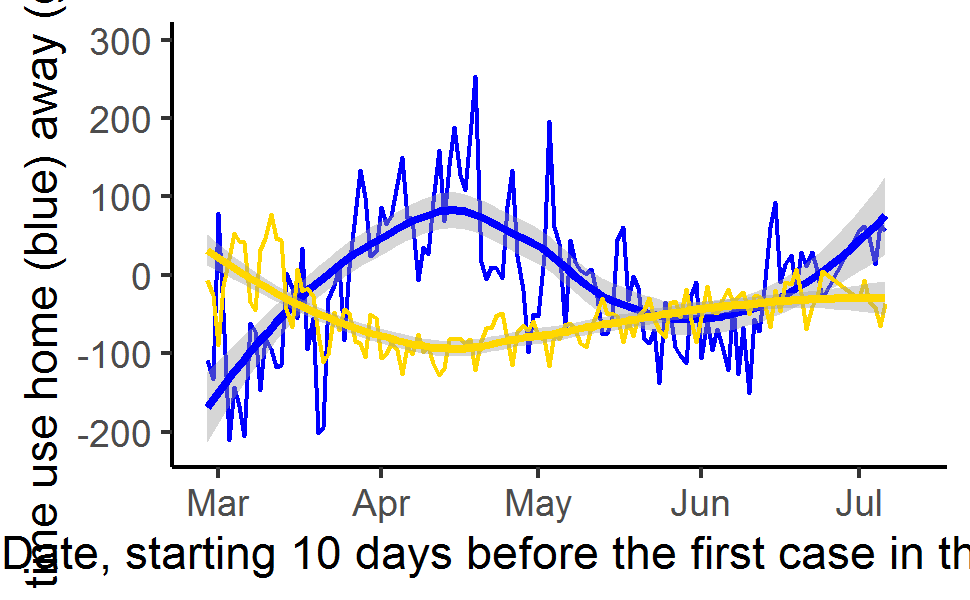 time use home (blue) away (
300
200
100
0
-100
-200
Mar Apr May Jun Jul
Date, starting 10 days before the first case in th